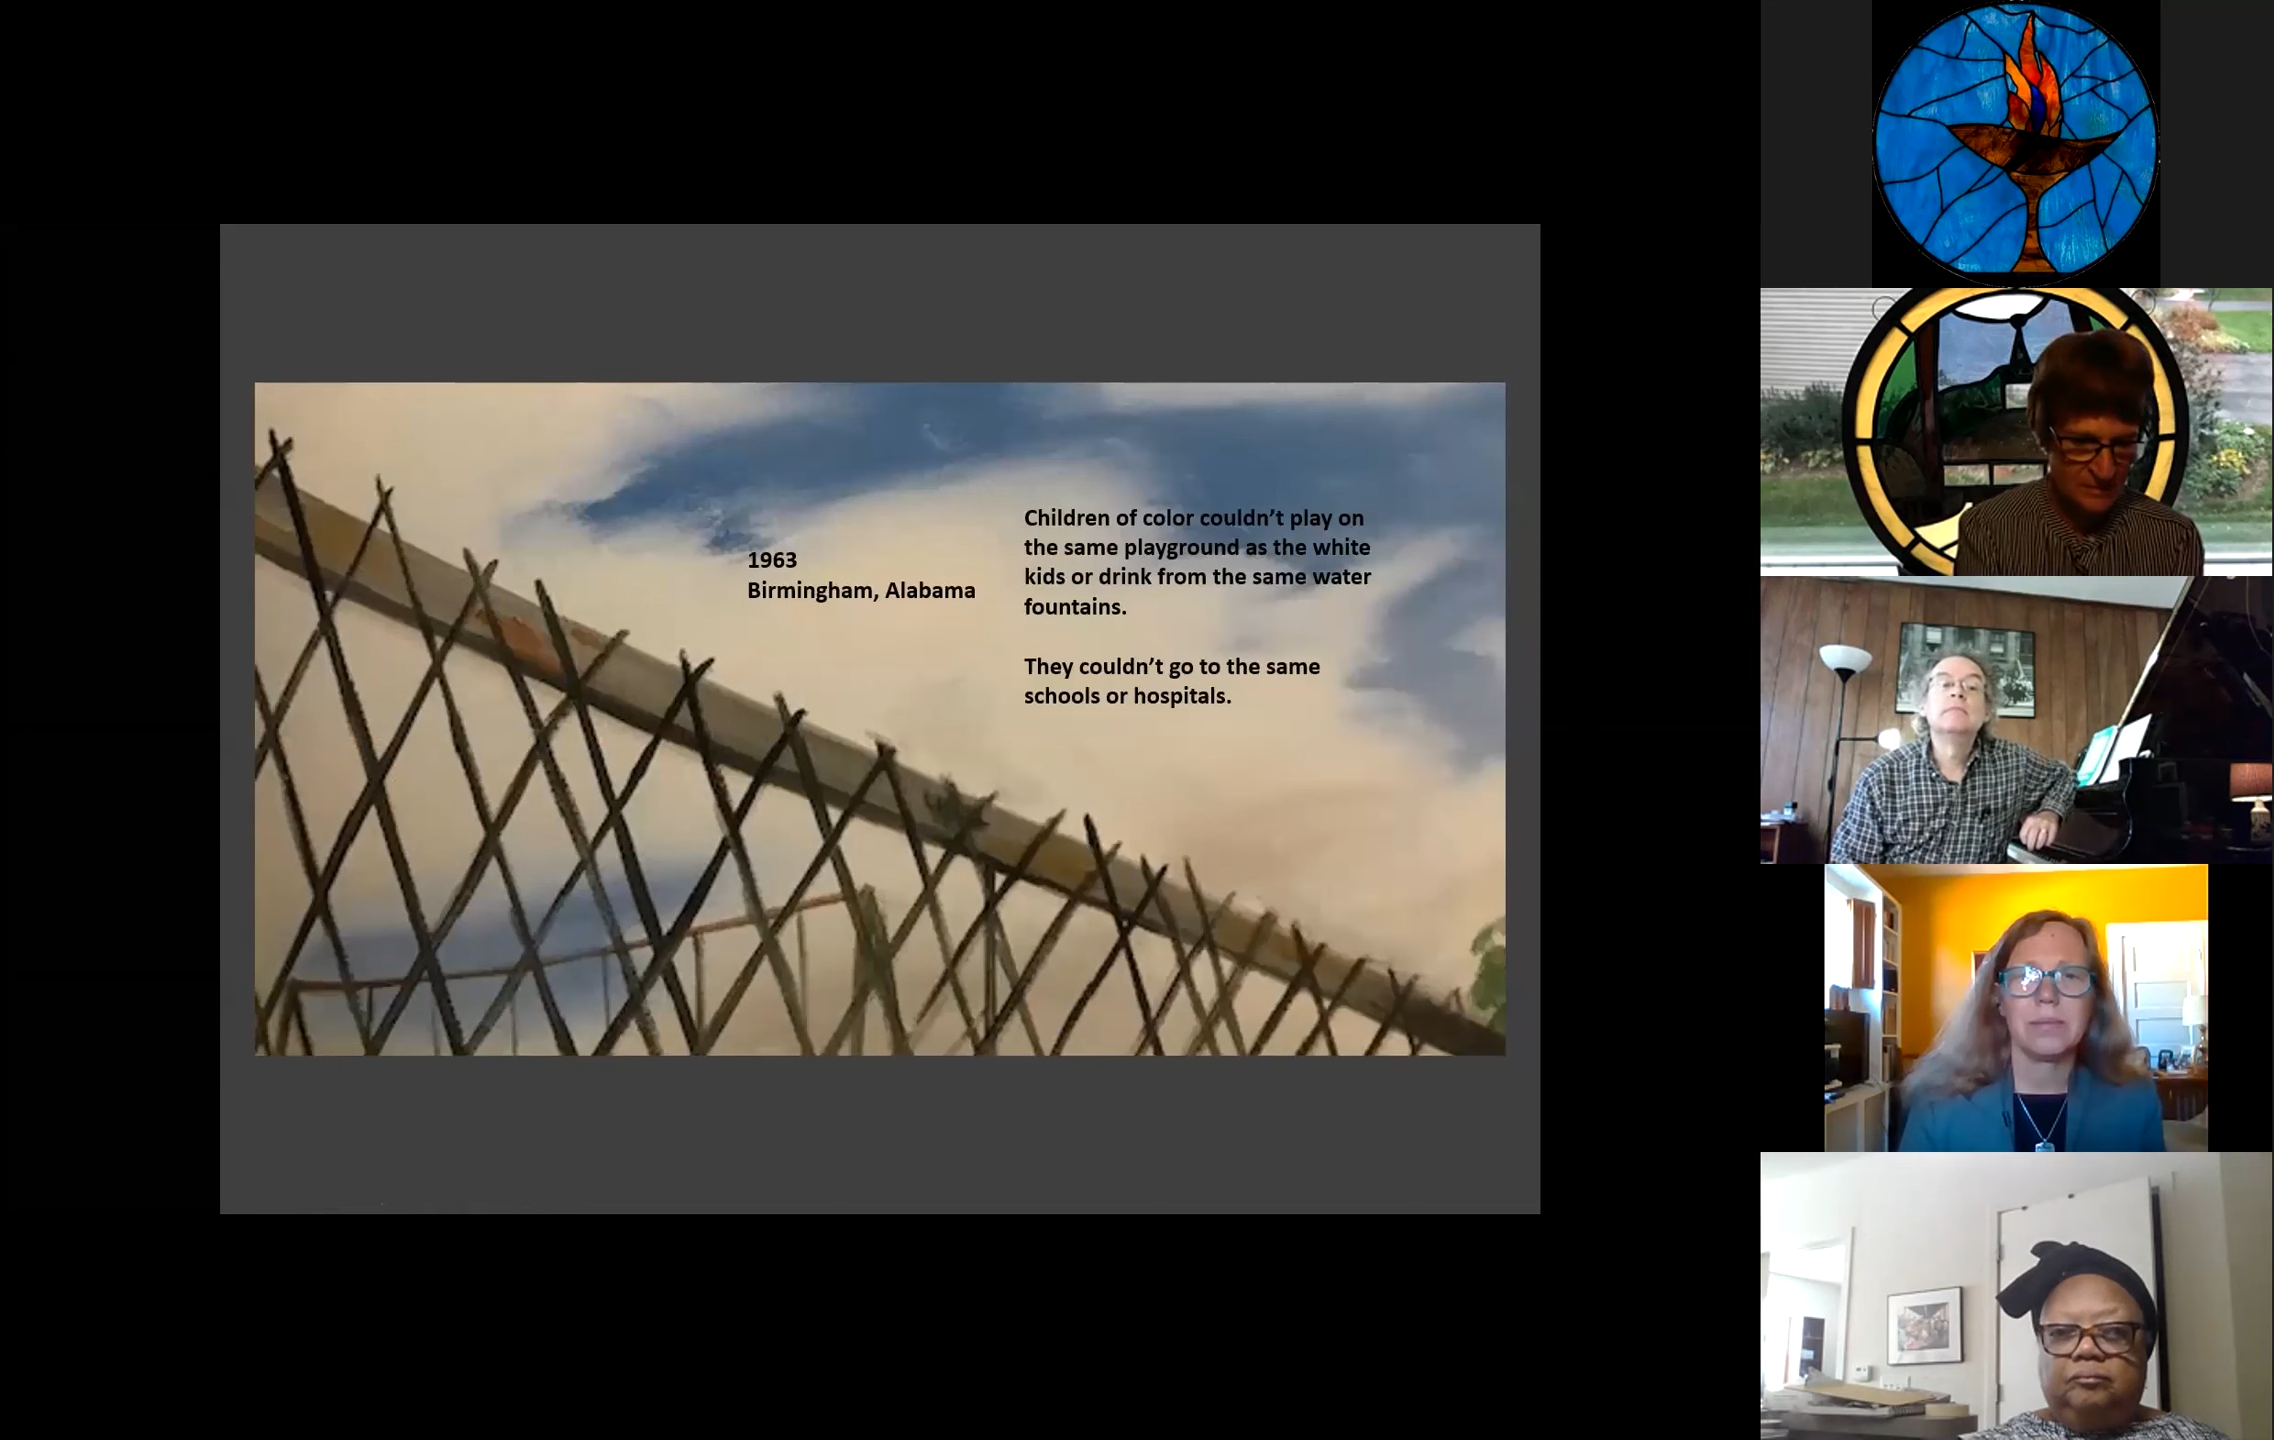 1963
Birmingham, Alabama
Children of color couldn’t play on
the same playground as the white
kids or drink from the same water
fountains.
They couldn’t go to the same
schools or hospitals.